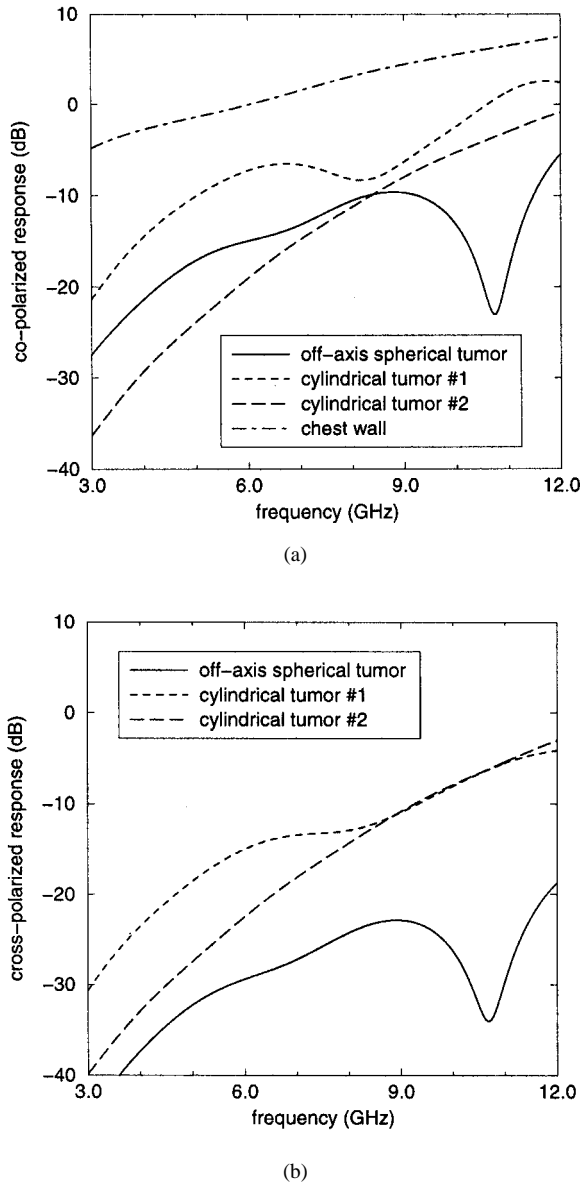 10
0
−10
−20
−30
−40
co−polarized response (dB)
off−axis spherical tumor
cylindrical tumor #1
cylindrical tumor #2
chest wall
3.0 6.0 9.0 12.0
frequency (GHz)
(a)
10
0
−10
−20
−30
−40
cross−polarized response (dB)
off−axis spherical tumor
cylindrical tumor #1
cylindrical tumor #2
3.0 6.0 9.0 12.0
frequency (GHz)
(b)